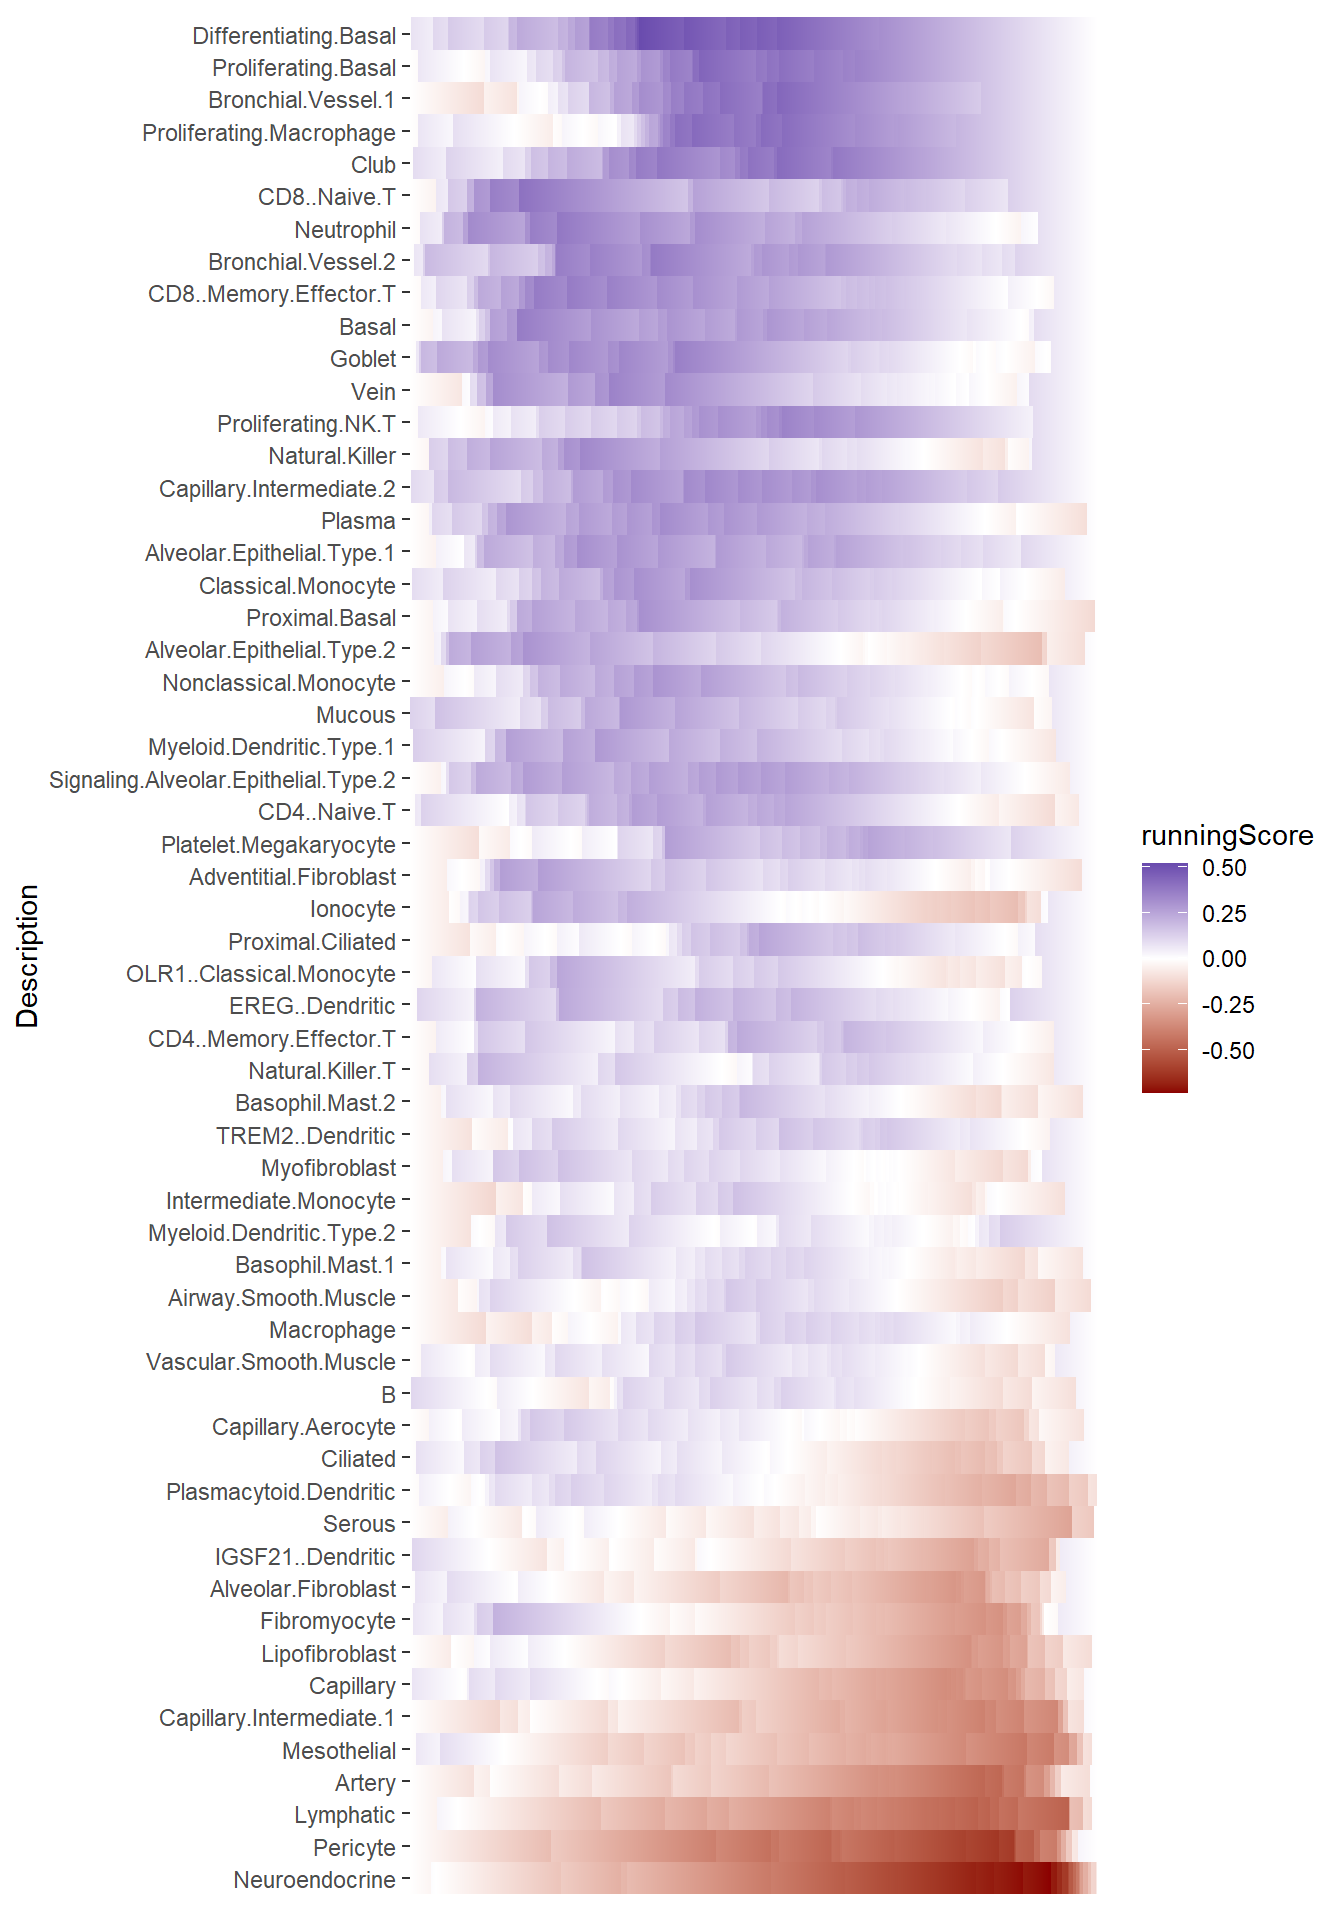 Differentiating.Basal
Proliferating.Basal
Bronchial.Vessel.1
Proliferating.Macrophage
Club
CD8..Naive.T
Neutrophil
Bronchial.Vessel.2
CD8..Memory.Effector.T
Basal
Goblet
Vein
Proliferating.NK.T
Natural.Killer
Capillary.Intermediate.2
Plasma
Alveolar.Epithelial.Type.1
Classical.Monocyte
Proximal.Basal
Alveolar.Epithelial.Type.2
Nonclassical.Monocyte
Mucous
Myeloid.Dendritic.Type.1
Signaling.Alveolar.Epithelial.Type.2
CD4..Naive.T
Platelet.Megakaryocyte
Adventitial.Fibroblast
Ionocyte
Proximal.Ciliated
OLR1..Classical.Monocyte
EREG..Dendritic
CD4..Memory.Effector.T
Natural.Killer.T
Basophil.Mast.2
TREM2..Dendritic
Myofibroblast
Intermediate.Monocyte
Myeloid.Dendritic.Type.2
Basophil.Mast.1
Airway.Smooth.Muscle
Macrophage
Vascular.Smooth.Muscle
B
Capillary.Aerocyte
Ciliated
Plasmacytoid.Dendritic
Serous
IGSF21..Dendritic
Alveolar.Fibroblast
Fibromyocyte
Lipofibroblast
Capillary
Capillary.Intermediate.1
Mesothelial
Artery
Lymphatic
Pericyte
Neuroendocrine
Description
runningScore
0.50
0.25
0.00
-0.25
-0.50